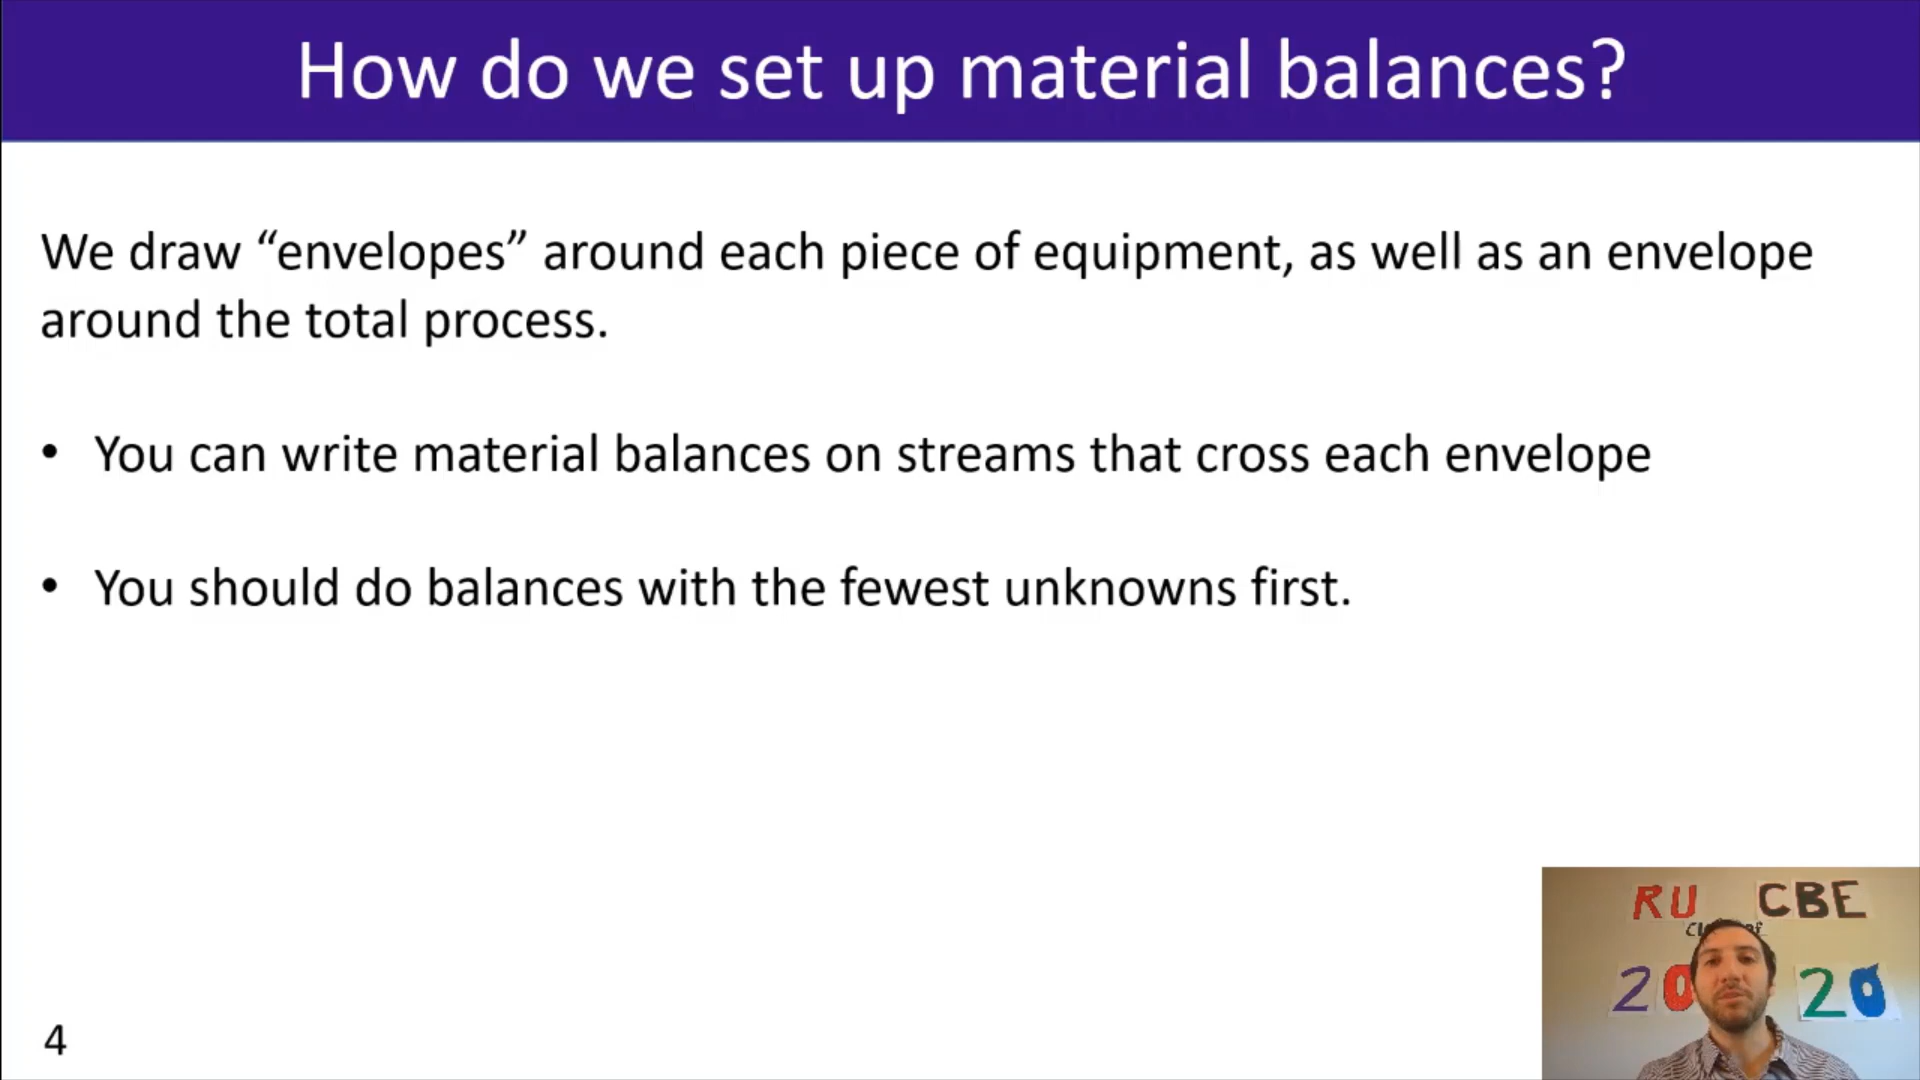 How do we set up material balances?
We draw “envelopes” around each piece of equipment, as well as an envelope
around the total process.
• You can write material balances on streams that cross each envelope
• You should do balances with the fewest unknowns first.
4
RU CBE
20 20